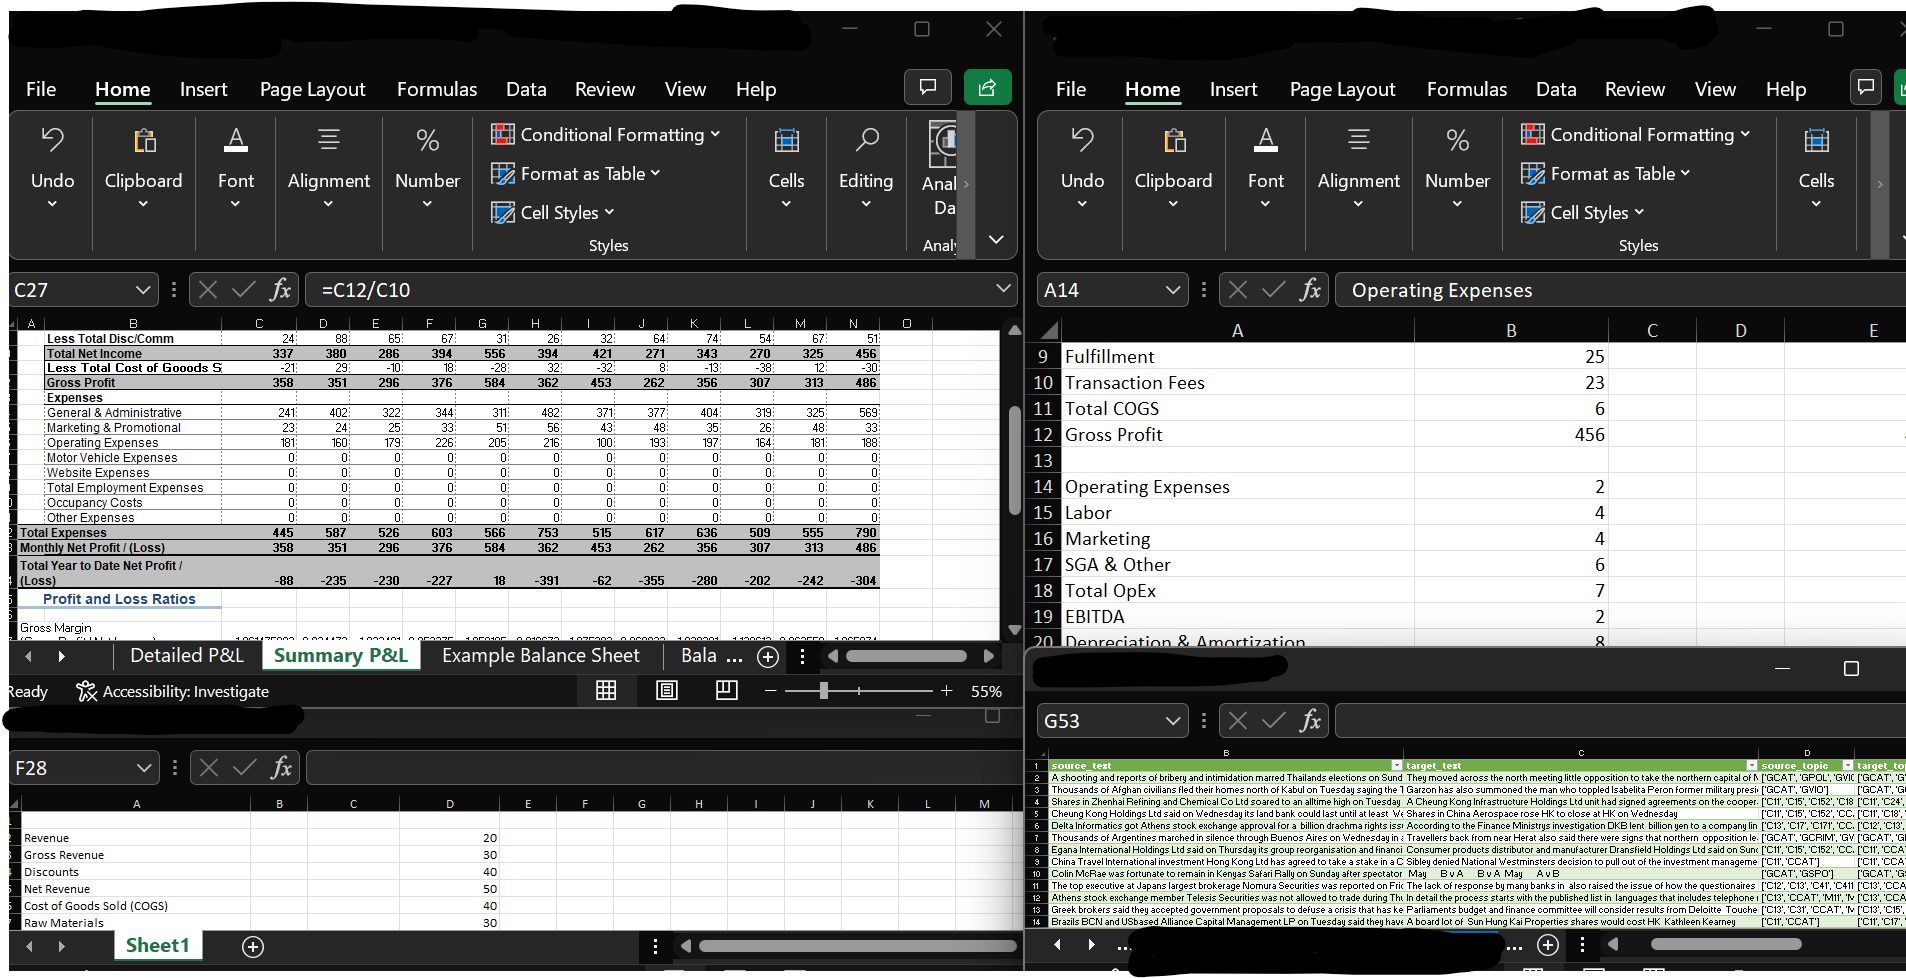 File Home Insert Page Layout Formulas Data Review View Help
Undo Clipboard Font Alignment Number
Conditional Formatting
Format as Table
Cell Styles
Styles
Cells Editing
Anal
Da
C27 fx =C12/C10
A B C D E F G H I J K L M N O
Less Total Disc/Comm 24 88 65 67 31 26 32 64 74 54 67 51
Total Net Income 337 380 286 394 556 394 421 271 343 270 325 456
Less Total Cost of Gooods S -21 29 -10 18 -28 32 -32 8 -13 -38 12 -30
Gross Profit 358 351 296 376 584 362 453 262 356 307 313 486
Expenses
General & Administrative 241 402 322 344 311 482 371 377 404 319 325 569
Marketing & Promotional 23 24 25 33 51 56 43 48 35 26 48 33
Operating Expenses 181 160 179 226 205 216 100 193 197 164 181 188
Motor Vehicle Expenses 0 0 0 0 0 0 0 0 0 0 0 0
Website Expenses 0 0 0 0 0 0 0 0 0 0 0 0
Total Employment Expenses 0 0 0 0 0 0 0 0 0 0 0 0
Occupancy Costs 0 0 0 0 0 0 0 0 0 0 0 0
Other Expenses 0 0 0 0 0 0 0 0 0 0 0 0
Total Expenses 445 587 526 603 566 753 515 617 636 509 555 790
Monthly Net Profit / (Loss) 358 351 296 376 584 362 453 262 356 307 313 486
Total Year to Date Net Profit /
(Loss) -88 -235 -230 -227 18 -391 -62 -355 -280 -202 -242 -304
Profit and Loss Ratios
Gross Margin
Detailed P&L Summary P&L Example Balance Sheet Bala ...
Ready Accessibility: Investigate 55%
File Home Insert Page Layout Formulas Data Review View Help
Undo Clipboard Font Alignment Number
Conditional Formatting
Format as Table
Cell Styles
Styles
Cells
A14 fx Operating Expenses
A B C D E
9 Fulfillment 25
10 Transaction Fees 23
11 Total COGS 6
12 Gross Profit 456
13
14 Operating Expenses 2
15 Labor 4
16 Marketing 4
17 SGA & Other 6
18 Total OpEx 7
19 EBITDA 2
20 Depreciation & Amortization 8
F28 fx
A B C D E F G H I J K L M
Revenue 20
Gross Revenue 30
Discounts 40
Net Revenue 50
Cost of Goods Sold (COGS) 40
Raw Materials 30
Sheet1
G53 fx
B C D
1 source_text target_text source_topic target_to
2 A shooting and reports of bribery and intimidation marred Thailands elections on Sund They moved across the north meeting little opposition to take the northern capital of ['GCAT', 'GPOL', 'GVIO ['GCAT', 'G
3 Thousands of Afghan civilians fled their homes north of Kabul on Tuesday saying the Garzon has also summoned the man who toppled Isabelita Peron former military presi ['GCAT', 'GVIO'] ['GCAT', 'G
4 Shares in Zhenhai Refining and Chemical Co Ltd soared to an alltime high on Tuesday A Cheung Kong Infrastructure Holdings Ltd unit had signed agreements on the cooper ['C11', 'C15', 'C152', 'C18 ['C11', 'C24',
5 Cheung Kong Holdings Ltd said on Wednesday its land bank could last until at least Shares in China Aerospace rose HK to close at HK on Wednesday ['C11', 'C15', 'C152', 'CC ['C11', 'C18',
6 Delta Informatics got Athens stock exchange approval for a billion drachma rights iss According to the Finance Ministrys investigation DKB lent billion yen to a company lin ['C13', 'C17', 'C171', 'CC ['C12', 'C13',
7 Thousands of Argentines marched in silence through Buenos Aires on Wednesday in Travellers back from near Herat also said there were signs that northern opposition le ['GCAT', 'GCRIM', 'GV ['GCAT', 'G
8 Egana International Holdings Ltd said on Thursday its group reorganisation and financi Consumer products distributor and manufacturer Dransfield Holdings Ltd said on Sund ['C11', 'C15', 'C152', 'CC ['C11', 'CCA
9 China Travel International investment Hong Kong Ltd has agreed to take a stake in a C Sibley denied National Westminsters decision to pull out of the investment manageme ['C11', 'CCAT'] ['C11', 'CCA
10 Colin McRae was fortunate to remain in Kenyas Safari Rally on Sunday after spectator May B v A B v A May A v B ['GCAT', 'GSPO'] ['GCAT', 'G
11 The top executive at Japans largest brokerage Nomura Securities was reported on Fri The lack of response by many banks in also raised the issue of how the questionaires ['C12', 'C13', 'C41', 'C411 ['C13', 'CCA
12 Athens stock exchange member Telesis Securities was not allowed to trade during Thu In detail the process starts with the published list in languages that includes telephone ['C13', 'CCAT', 'M11', 'M ['C13', 'CCA
13 Greek brokers said they accepted government proposals to defuse a crisis that has ke Parliaments budget and finance committee will consider results from Deloitte Touche ['C13', 'C31', 'CCAT', ['C13', 'C15',
14 Brazils BCN and USbased Alliance Capital Management LP on Tuesday said they have A board lot of Sun Hung Kai Properties shares would cost HK Kathleen Kearney ['C11', 'CCAT'] ['C11', 'C17',